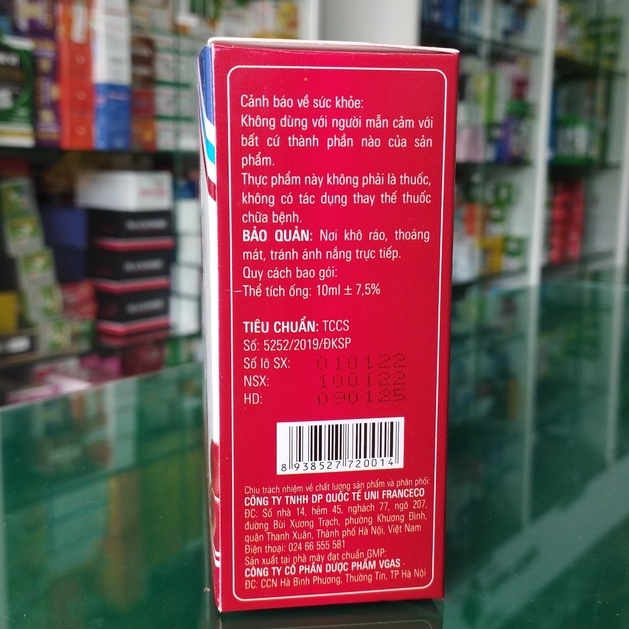 Cảnh báo về sức khỏe:
Không dùng với người mẫn cảm với
bất cứ thành phần nào của sản
phẩm.
Thực phẩm này không phải là thuốc,
không có tác dụng thay thế thuốc
chữa bệnh.
BẢO QUẢN: Nơi khô ráo, thoáng
mát, tránh ánh nắng trực tiếp.
Quy cách bao gói:
–Thể tích ống: 10ml ± 7,5%
TIÊU CHUẨN: TCCS
Số: 5252/2019/ĐKSP
Số lô SX: 010122
NSX: 100122
HD: 090125
8 938527 720014
Chịu trách nhiệm về chất lượng sản phẩm và phân phối:
CÔNG TY TNHH DP QUỐC TẾ UNI FRANCECO
ĐC: Số nhà 14, hẻm 45, nghách 77, ngõ 207,
đường Bùi Xương Trạch, phường Khương Đình,
quận Thanh Xuân, Thành phố Hà Nội, Việt Nam
Điện thoại: 024 66 555 581
Sản xuất tại nhà máy đạt chuẩn GMP:
CÔNG TY CỔ PHẦN DƯỢC PHẨM VGAS
ĐC: CCN Hà Bình Phương, Thường Tín, TP Hà Nội